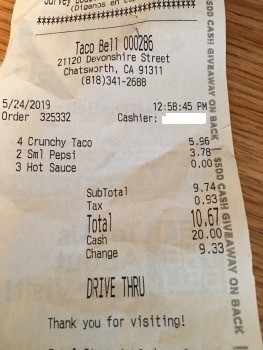 (Díganos en
Taco Bell 000286
21120 Devonshire Street
Chatsworth, CA 91311
(818)341-2688
5/24/2019 12:58:45 PM
Order 325332 Cashier:
4 Crunchy Taco 5.96
2 Sml Pepsi 3.78
3 Hot Sauce 0.00
SubTotal 9.74
Tax 0.93
Total 10.67
Cash 20.00
Change 9.33
DRIVE THRU
Thank you for visiting!
$500 CASH GIVEAWAY ON BACK
$500 CASH GIVEAWAY ON BACK